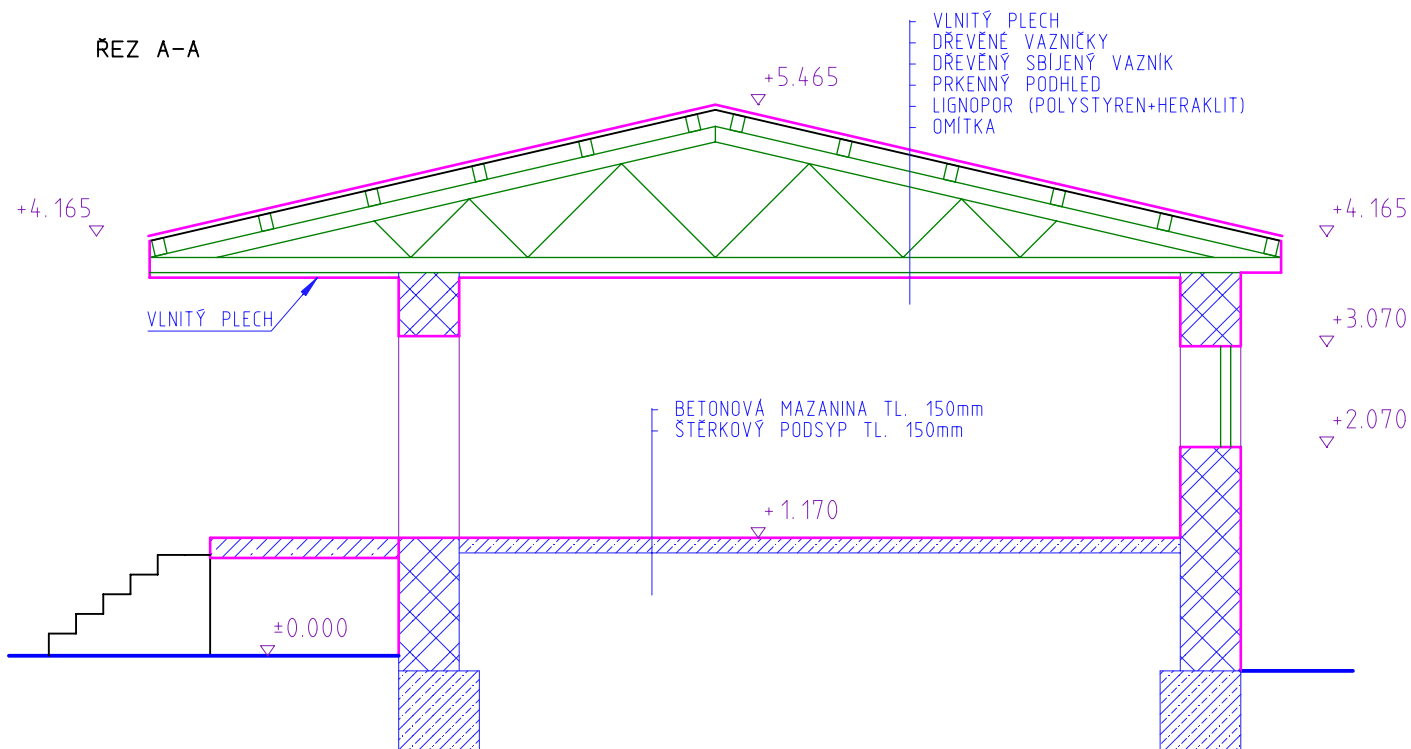 ŘEZ A-A
VLNITÝ PLECH
DŘEVĚNÉ VAZNIČKY
DŘEVĚNÝ SBÍJENÝ VAZNÍK
PRKENNÝ PODHLED
LIGNOPOR (POLYSTYREN+HERAKLIT)
OMÍTKA
+5.465
+4.165
+4.165
VLNITÝ PLECH
+3.070
BETONOVÁ MAZANINA TL. 150mm
ŠTĚRKOVÝ PODSYP TL. 150mm
+2.070
+1.170
±0.000